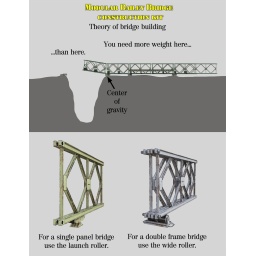 MODULAR BAILEY BRIDGE
CONSTRUCTION KIT
Theory of bridge building
You need more weight here...
...than here.
Center
of
gravity
For a single panel bridge
use the launch roller.
For a double frame bridge
use the wide roller.